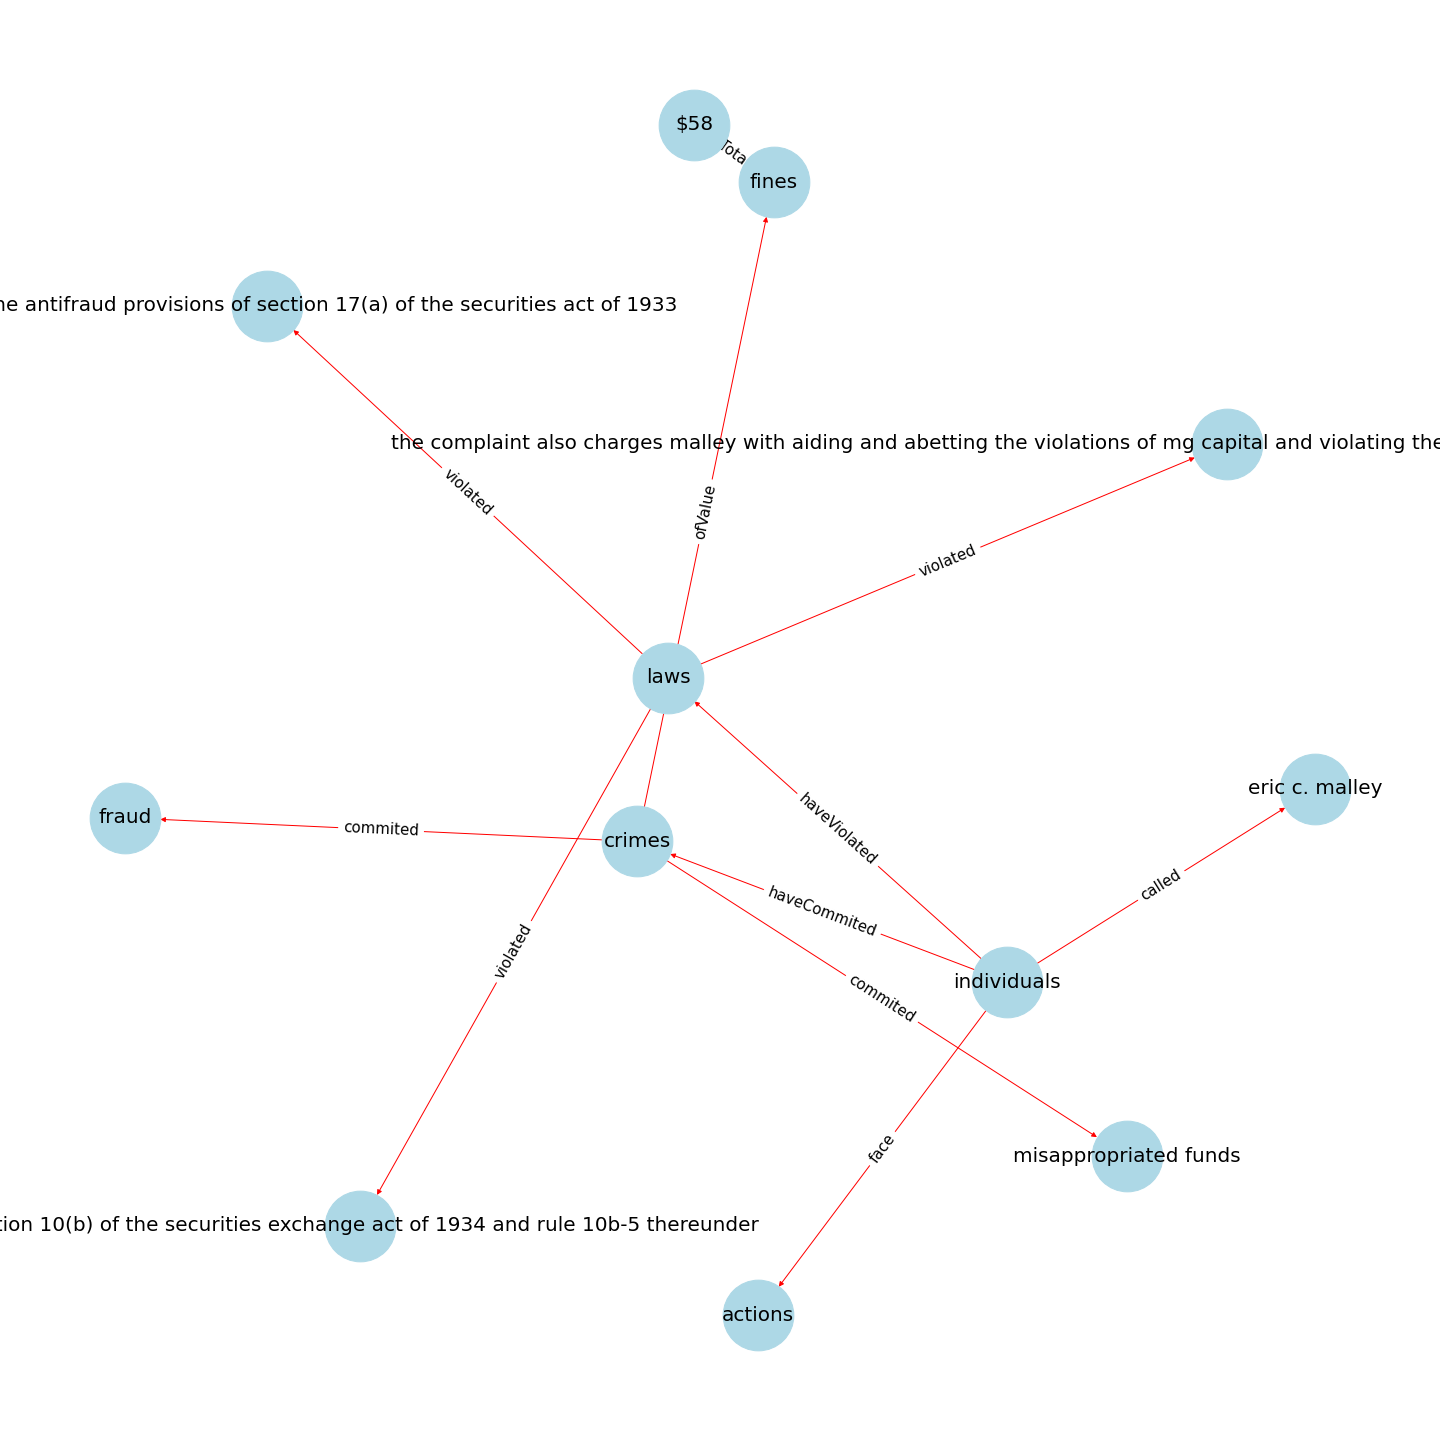 $58
Tota
fines
antifraud provisions of section 17(a) of the securities act of 1933
the complaint also charges malley with aiding and abetting the violations of mg capital and violating the
violated
ofValue
violated
laws
eric c. malley
fraud
commited
haveViolated
crimes
called
haveCommited
violated
individuals
commited
face
misappropriated funds
10(b) of the securities exchange act of 1934 and rule 10b-5 thereunder
actions